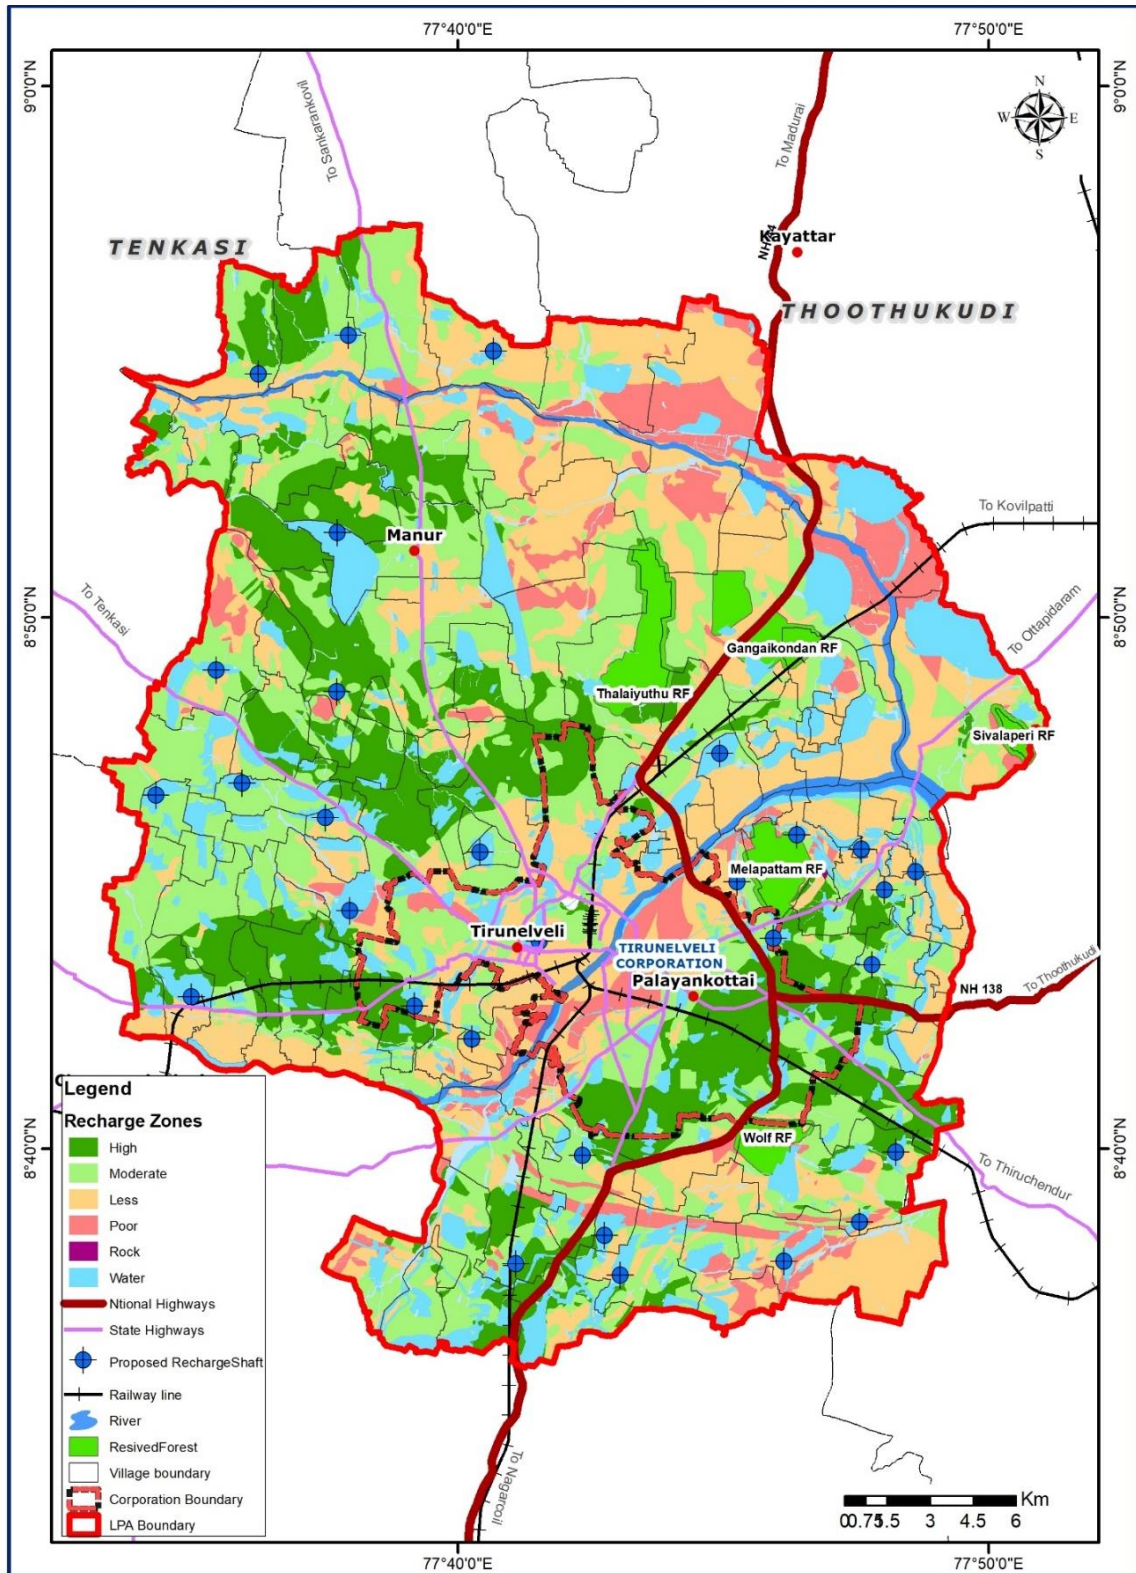 77°40'0"E
77°50'0"E
9°0'0"N
9°0'0"N
N
W
E
S
To Sankarankovil
To Madurai
TENKASI
Kayattar
THOOTHUKUDI
To Kovilpatti
Manur
To Tenkasi
8°50'0"N
8°50'0"N
To Ottapidaram
Gangaikondan RF
Thalaiyuthu RF
Sivalaperi RF
Melapattam RF
Tirunelveli
TIRUNELVELI
CORPORATION
Palayankottai
NH 138
To Thoothukudi
Wolf RF
8°40'0"N
8°40'0"N
To Thiruchendur
To Nagarcoil
Legend
Recharge Zones
High
Moderate
Less
Poor
Rock
Water
Ntional Highways
State Highways
Proposed RechargeShaft
Railway line
River
ResivedForest
Village boundary
Corporation Boundary
LPA Boundary
Km
3
4.5
6
77°40'0"E
77°50'0"E